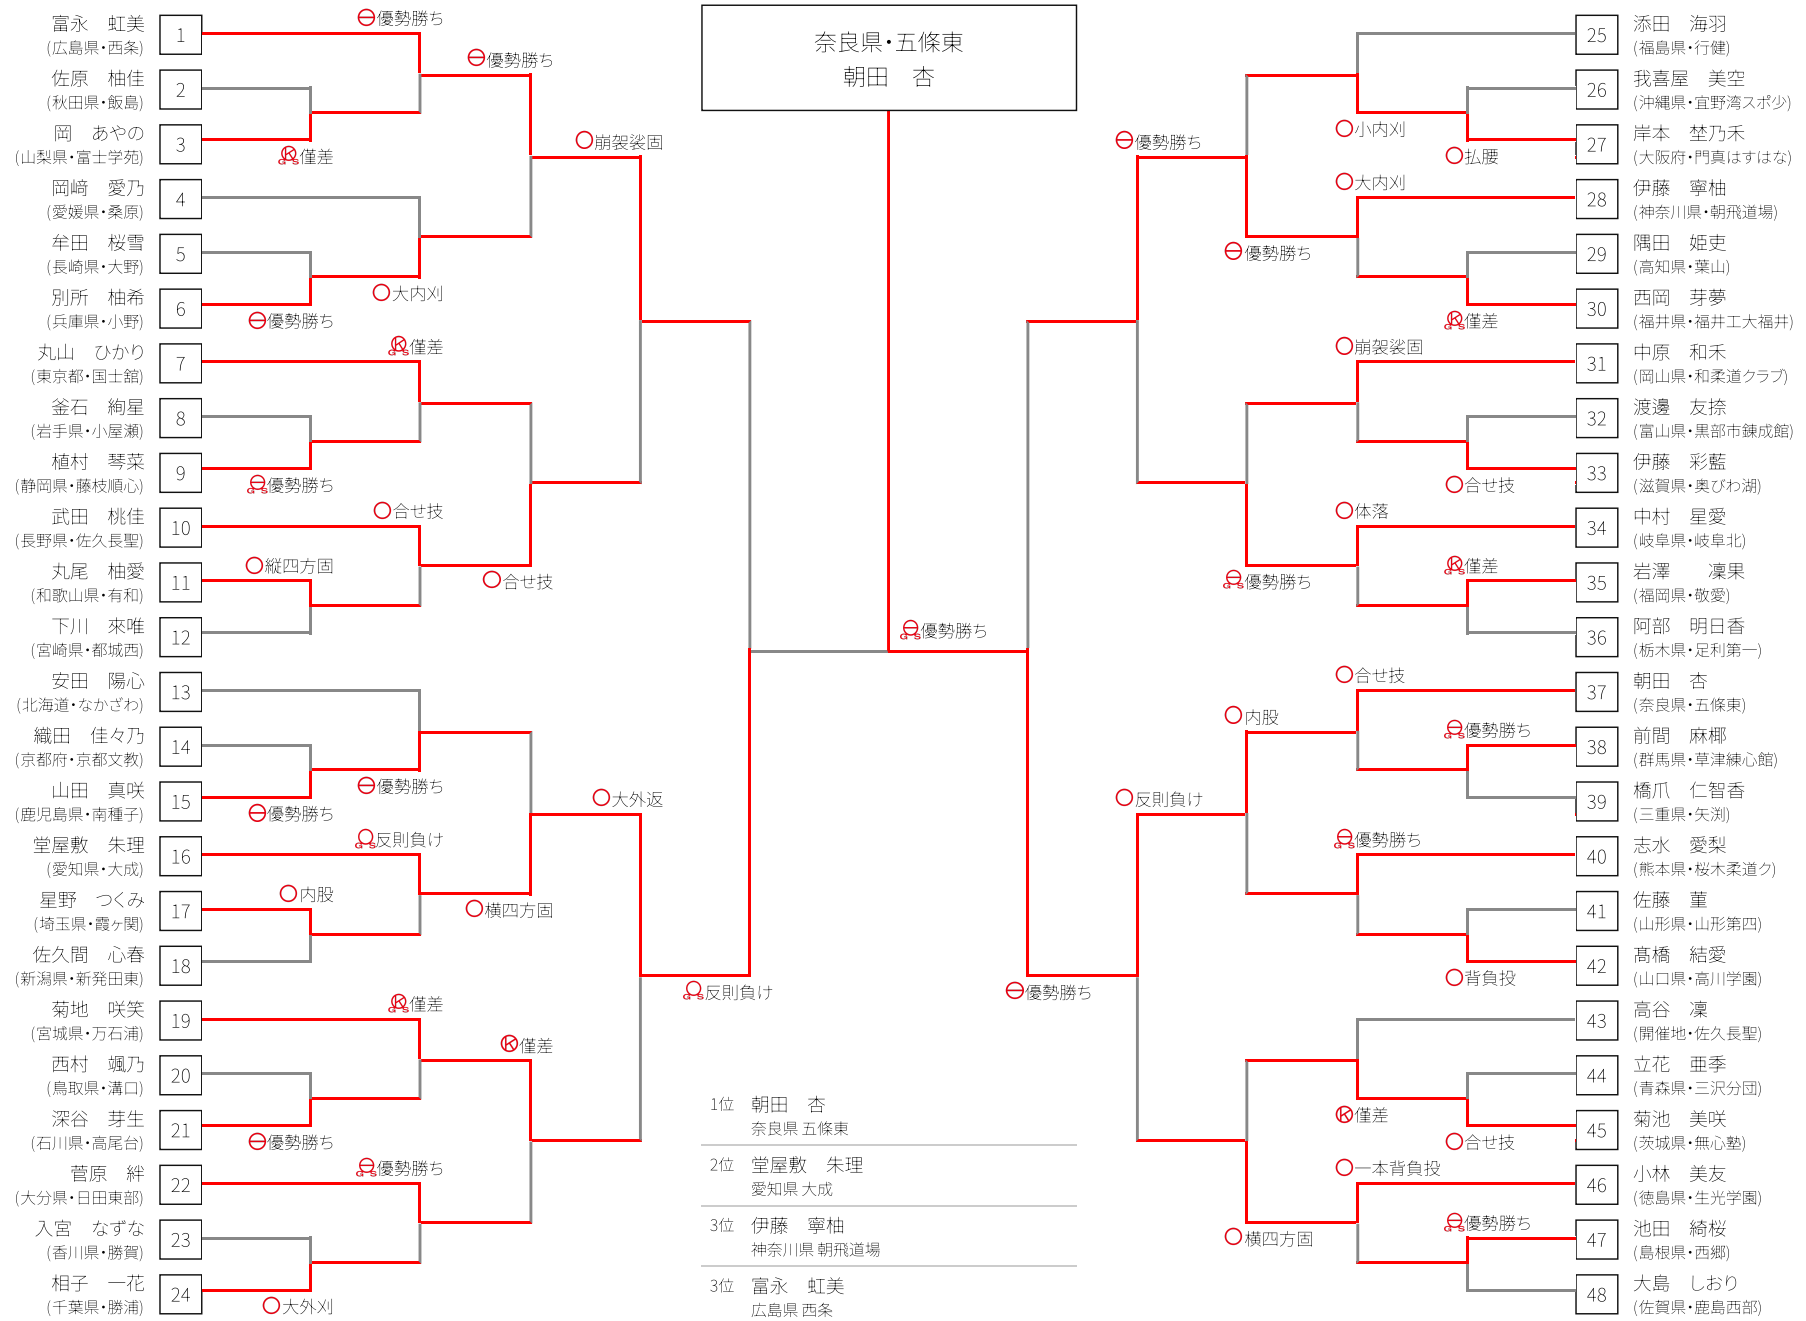 奈良県・五條東
朝田　杏
富永　虹美
(広島県・西条)
1
佐原　柚佳
(秋田県・飯島)
2
岡　あやの
(山梨県・富士学苑)
3
岡﨑　愛乃
(愛媛県・桑原)
4
牟田　桜雪
(長崎県・大野)
5
別所　柚希
(兵庫県・小野)
6
丸山　ひかり
(東京都・国士舘)
7
釜石　絢星
(岩手県・小屋瀬)
8
植村　琴菜
(静岡県・藤枝順心)
9
武田　桃佳
(長野県・佐久長聖)
10
丸尾　柚愛
(和歌山県・有和)
11
下川　來唯
(宮崎県・都城西)
12
安田　陽心
(北海道・なかざわ)
13
織田　佳々乃
(京都府・京都文教)
14
山田　真咲
(鹿児島県・南種子)
15
堂屋敷　朱理
(愛知県・大成)
16
星野　つくみ
(埼玉県・霞ヶ関)
17
佐久間　心春
(新潟県・新発田東)
18
菊地　咲笑
(宮城県・万石浦)
19
西村　颯乃
(鳥取県・溝口)
20
深谷　芽生
(石川県・高尾台)
21
菅原　絆
(大分県・日田東部)
22
入宮　なずな
(香川県・勝賀)
23
相子　一花
(千葉県・勝浦)
24
優勢勝ち
GS僅差
優勢勝ち
大内刈
優勢勝ち
崩袈裟固
GS僅差
GS優勢勝ち
合せ技
縦四方固
合せ技
優勢勝ち
優勢勝ち
大外返
GS反則負け
内股
横四方固
GS反則負け
GS僅差
優勢勝ち
僅差
GS優勢勝ち
大外刈
GS優勢勝ち
25
添田　海羽
(福島県・行健)
26
我喜屋　美空
(沖縄県・宜野湾スポ少)
27
岸本　埜乃禾
(大阪府・門真はすはな)
28
伊藤　寧柚
(神奈川県・朝飛道場)
29
隅田　姫吏
(高知県・葉山)
30
西岡　芽夢
(福井県・福井工大福井)
31
中原　和禾
(岡山県・和柔道クラブ)
32
渡邊　友捺
(富山県・黒部市錬成館)
33
伊藤　彩藍
(滋賀県・奥びわ湖)
34
中村　星愛
(岐阜県・岐阜北)
35
岩澤　　凜果
(福岡県・敬愛)
36
阿部　明日香
(栃木県・足利第一)
37
朝田　杏
(奈良県・五條東)
38
前間　麻椰
(群馬県・草津練心館)
39
橋爪　仁智香
(三重県・矢渕)
40
志水　愛梨
(熊本県・桜木柔道ク)
41
佐藤　菫
(山形県・山形第四)
42
髙橋　結愛
(山口県・高川学園)
43
高谷　凜
(開催地・佐久長聖)
44
立花　亜季
(青森県・三沢分団)
45
菊池　美咲
(茨城県・無心塾)
46
小林　美友
(徳島県・生光学園)
47
池田　綺桜
(島根県・西郷)
48
大島　しおり
(佐賀県・鹿島西部)
優勢勝ち
小内刈
払腰
大内刈
優勢勝ち
GS僅差
崩袈裟固
合せ技
体落
GS僅差
GS優勢勝ち
合せ技
内股
GS優勢勝ち
反則負け
GS優勢勝ち
背負投
優勢勝ち
僅差
合せ技
一本背負投
GS優勢勝ち
横四方固
1位　朝田　杏
奈良県 五條東
2位　堂屋敷　朱理
愛知県 大成
3位　伊藤　寧柚
神奈川県 朝飛道場
3位　富永　虹美
広島県 西条